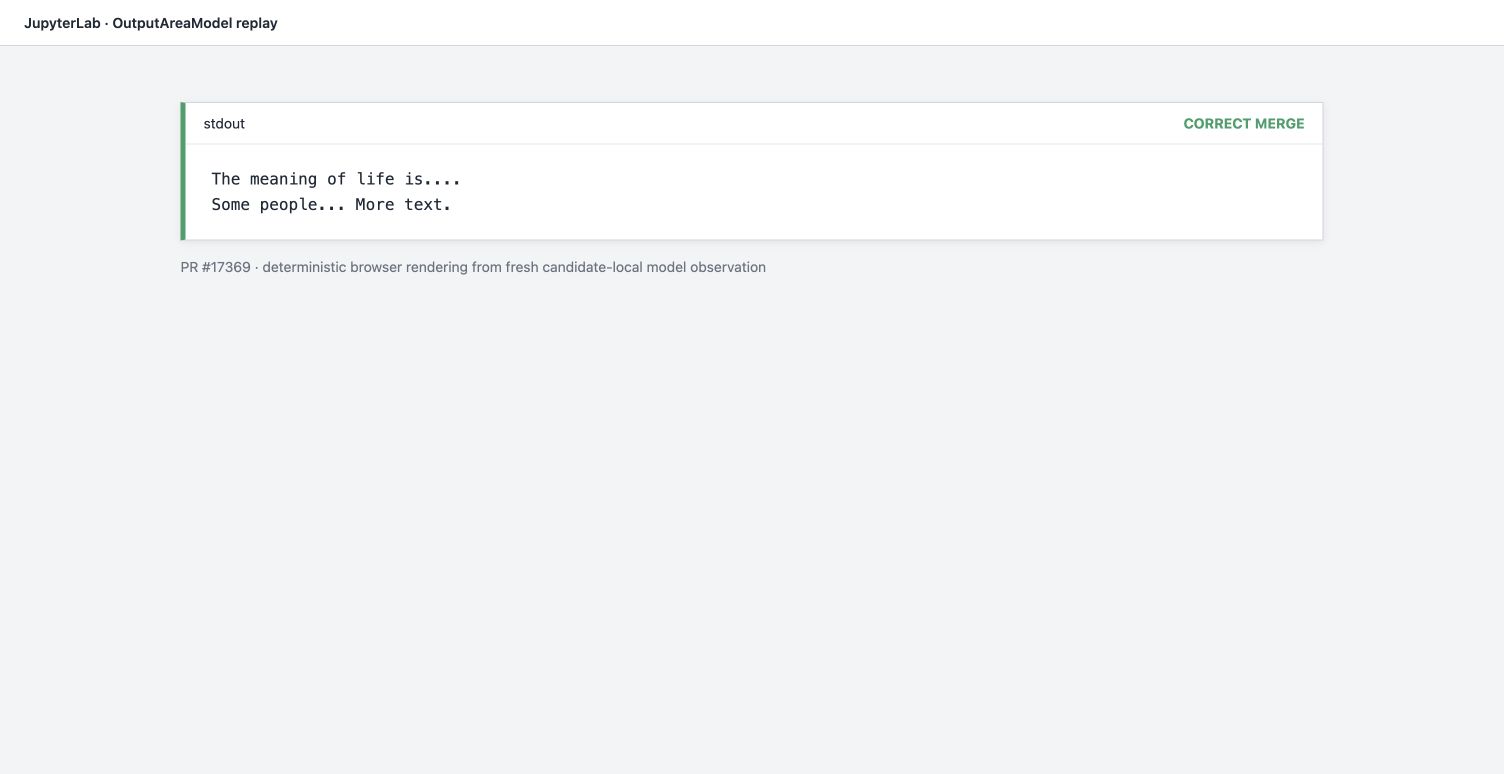 JupyterLab · OutputAreaModel replay
stdout CORRECT MERGE
The meaning of life is....
Some people... More text.
PR #17369 · deterministic browser rendering from fresh candidate-local model observation